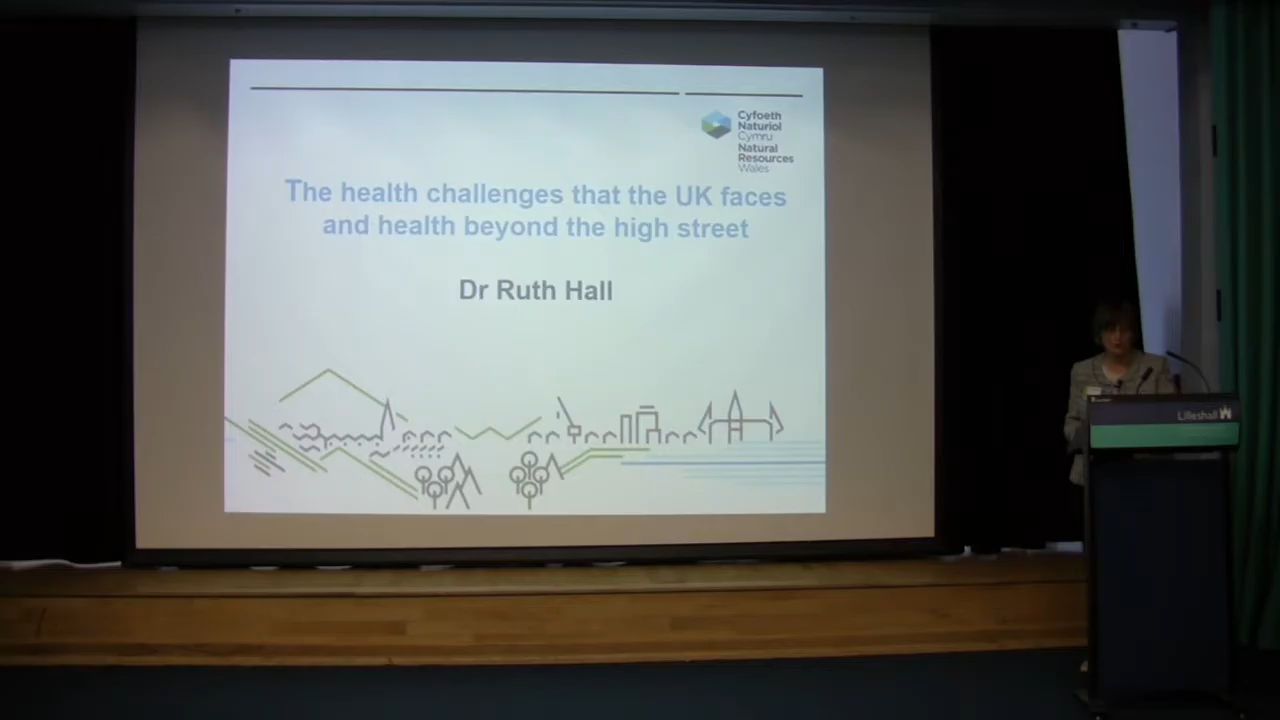 Cyfoeth
Naturiol
Cymru
Natural
Resources
Wales
The health challenges that the UK faces
and health beyond the high street
Dr Ruth Hall
Lilleshall